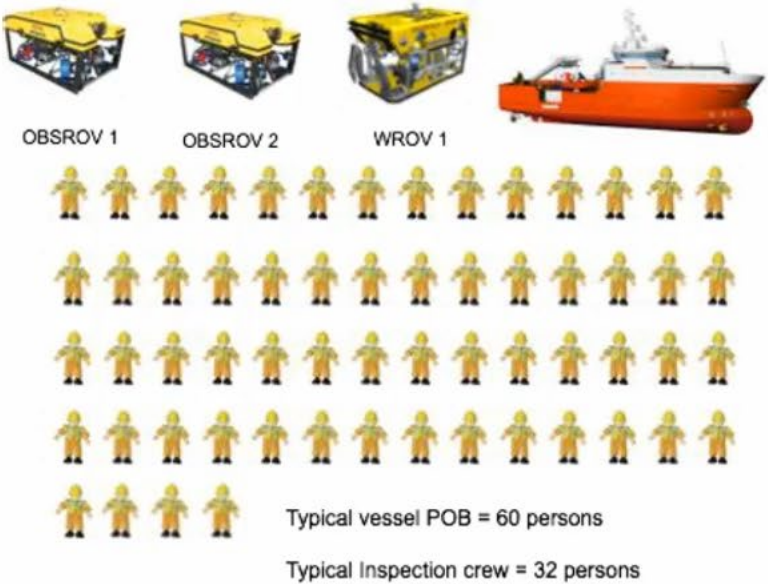 OBSROV 1
OBSROV 2
WROV 1
Typical vessel POB = 60 persons
Typical Inspection crew = 32 persons